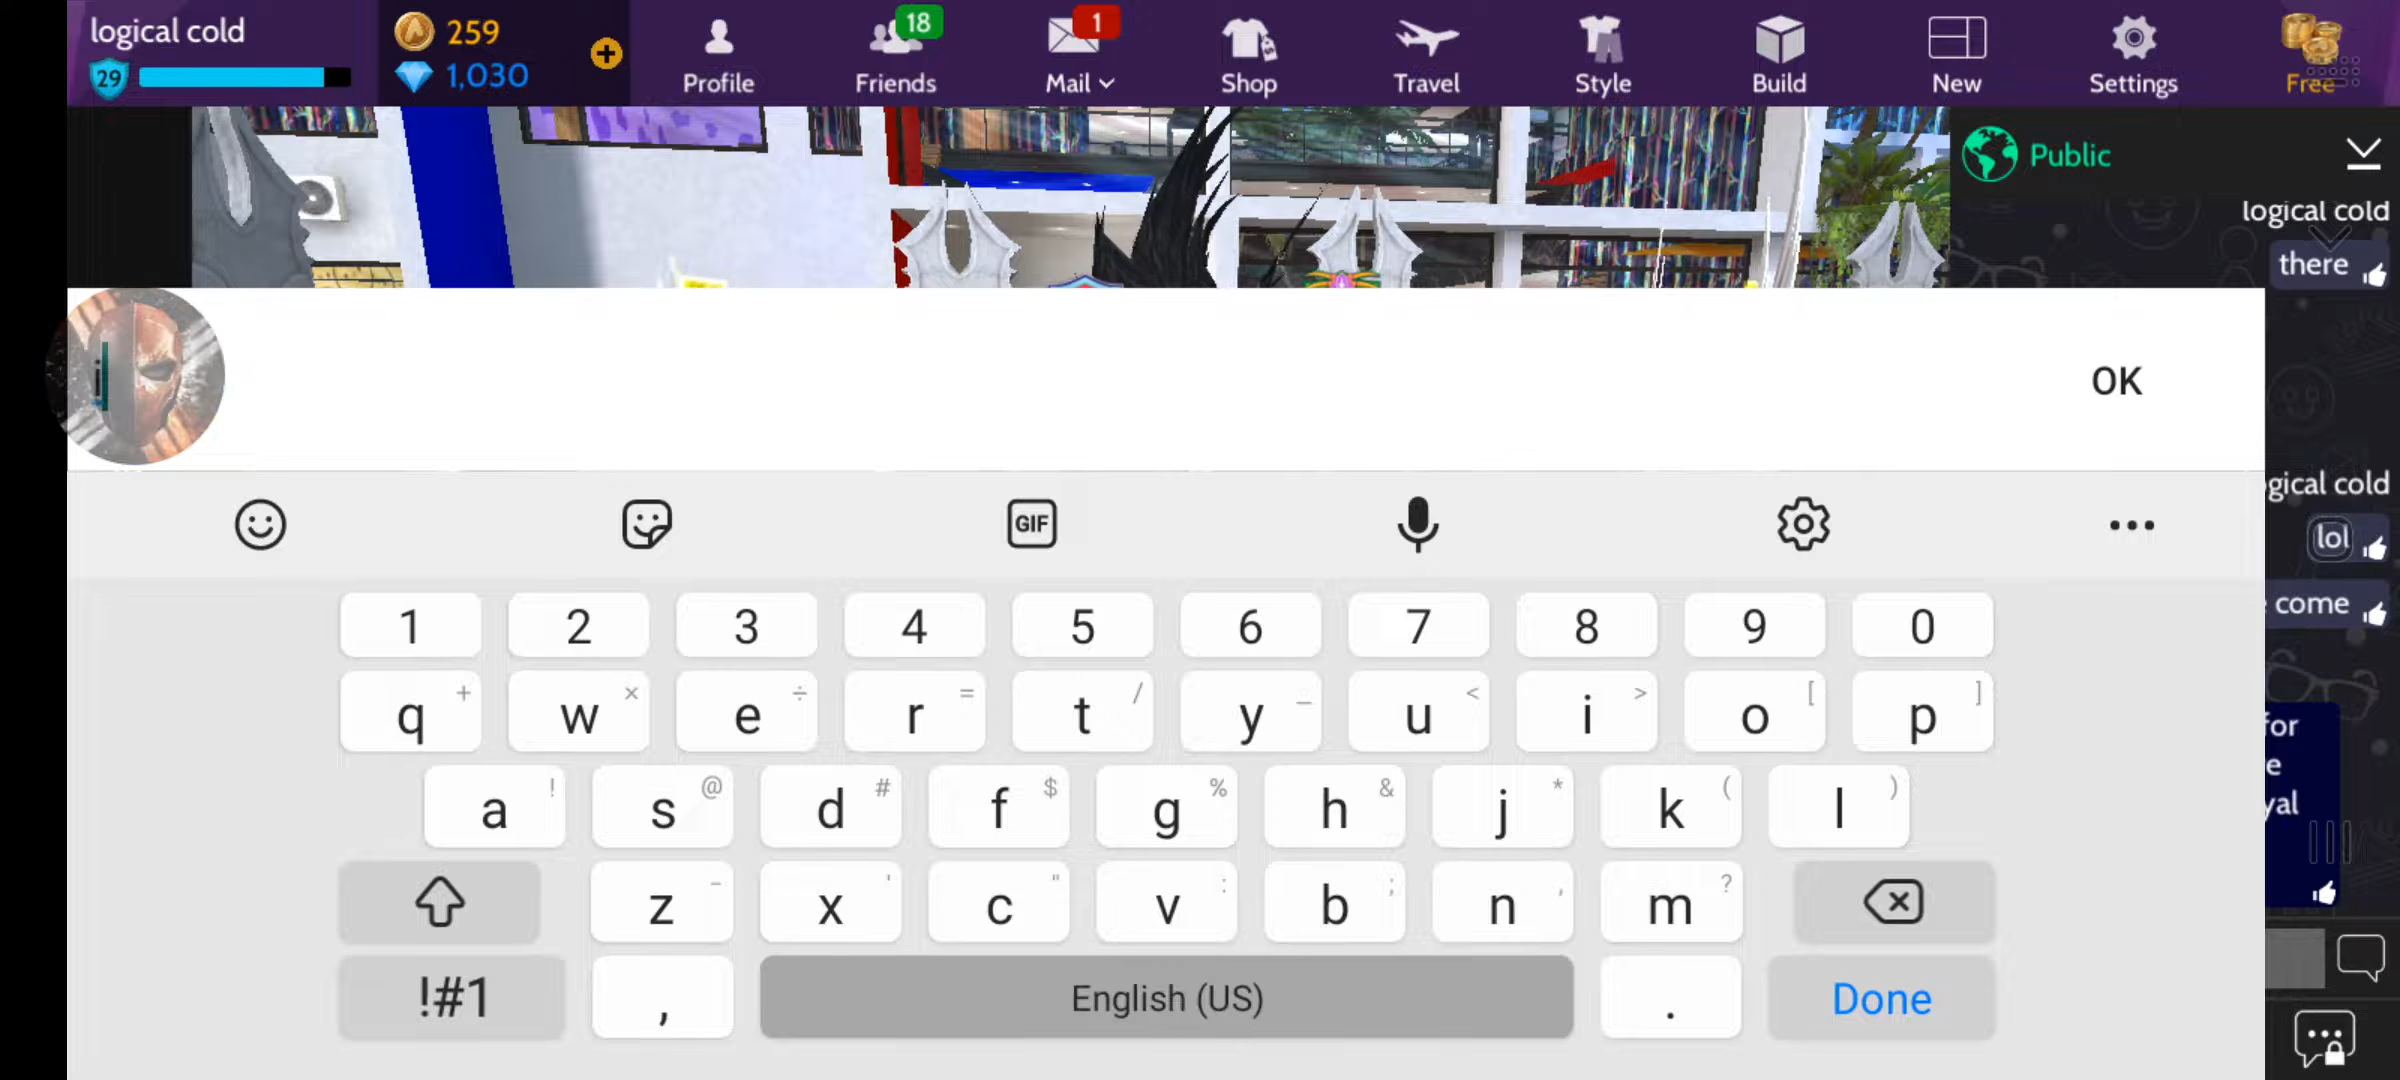 logical cold
29
259
1,030
Profile
18
Friends
1
Mail
Shop
Travel
Style
Build
New
Settings
Free
Public
logical cold
there
i
OK
gical cold
lol
come
for
e
yal
GIF
1 2 3 4 5 6 7 8 9 0
q + w × e ÷ r = t / y _ u < i > o [ p ]
a ! s @ d # f $ g % h & j * k ( l )
z - x ' c " v : b ; n , m ?
!#1 , English (US) . Done